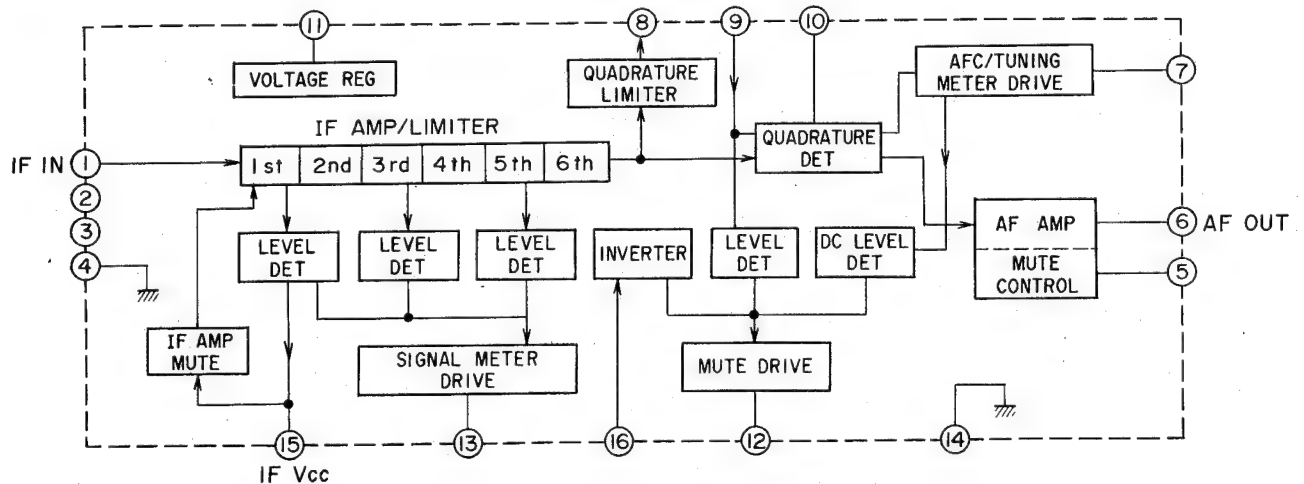 11
8
9
10
VOLTAGE REG
QUADRATURE
LIMITER
AFC/TUNING
METER DRIVE
7
IF AMP/LIMITER
QUADRATURE
DET
IF IN 1
1st 2nd 3rd 4th 5th 6th
2
3
4
LEVEL
DET
LEVEL
DET
LEVEL
DET
INVERTER
LEVEL
DET
DC LEVEL
DET
AF AMP
MUTE
CONTROL
6 AF OUT
5
IF AMP
MUTE
SIGNAL METER
DRIVE
MUTE DRIVE
15
13
16
12
14
IF Vcc